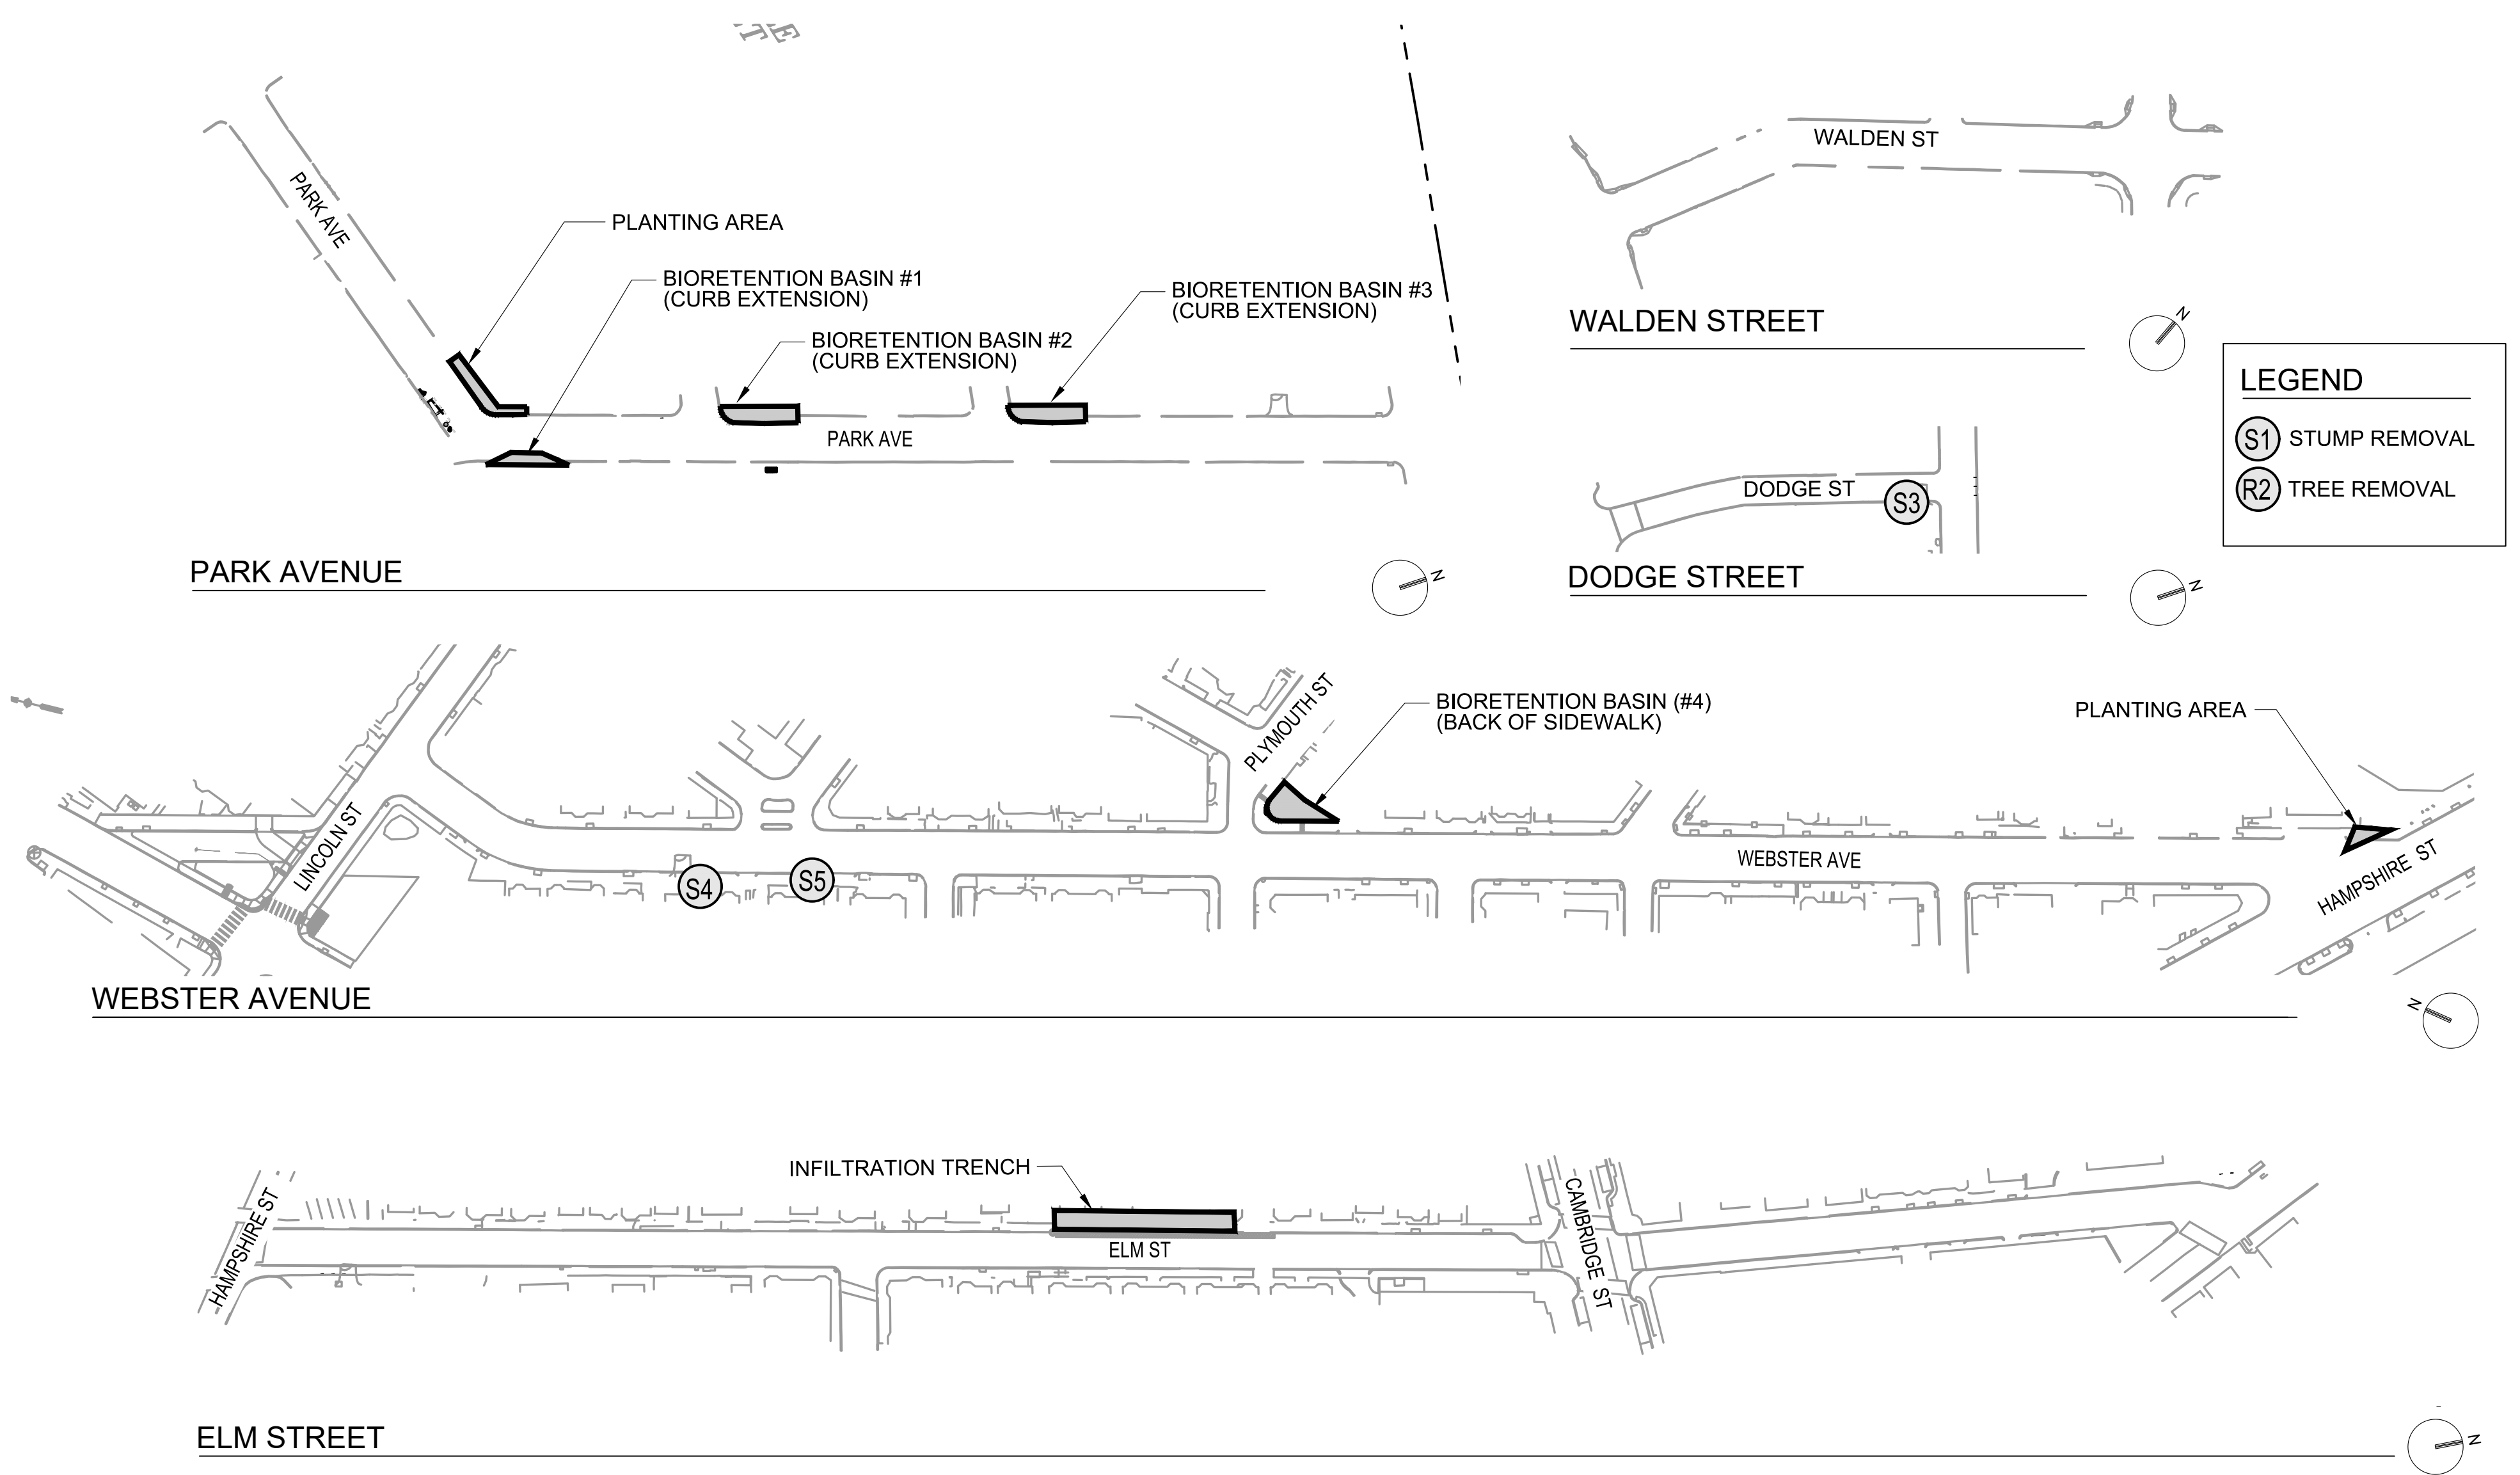 PARK AVE
PLANTING AREA
BIORETENTION BASIN #1
(CURB EXTENSION)
BIORETENTION BASIN #2
(CURB EXTENSION)
BIORETENTION BASIN #3
(CURB EXTENSION)
PARK AVE
PARK AVENUE
N
WALDEN ST
WALDEN STREET
N
DODGE ST
S3
DODGE STREET
N
LEGEND
S1 STUMP REMOVAL
R2 TREE REMOVAL
LINCOLN ST
S4
S5
PLYMOUTH ST
BIORETENTION BASIN (#4)
(BACK OF SIDEWALK)
WEBSTER AVE
PLANTING AREA
HAMPSHIRE ST
WEBSTER AVENUE
N
HAMPSHIRE ST
INFILTRATION TRENCH
ELM ST
CAMBRIDGE ST
ELM STREET
N